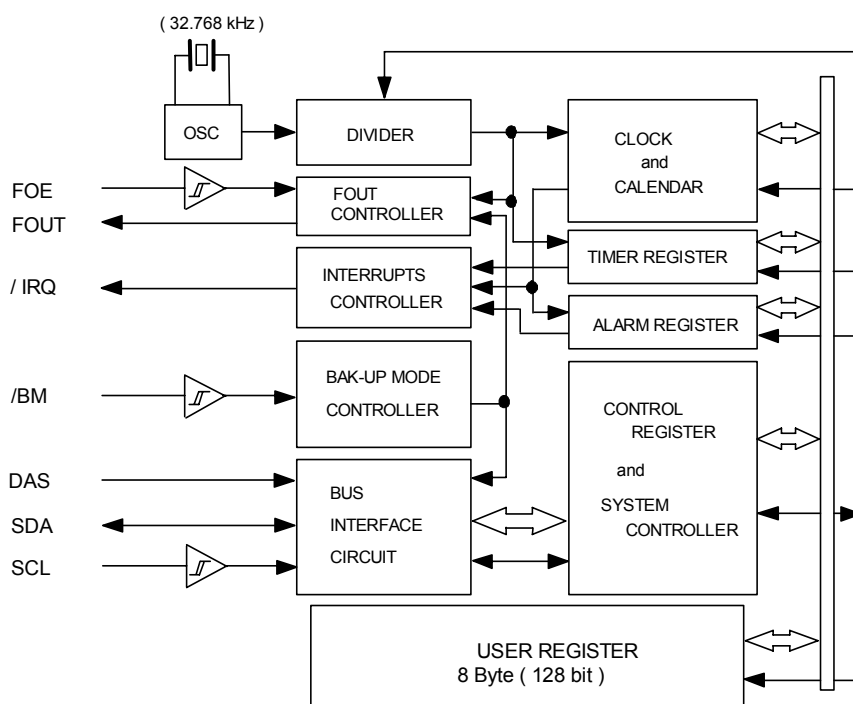 ( 32.768 kHz )
OSC
DIVIDER
CLOCK
and
CALENDAR
FOE
FOUT
FOUT
CONTROLLER
TIMER REGISTER
/ IRQ
INTERRUPTS
CONTROLLER
ALARM REGISTER
/BM
BAK-UP MODE
CONTROLLER
CONTROL
REGISTER
and
SYSTEM
CONTROLLER
DAS
SDA
SCL
BUS
INTERFACE
CIRCUIT
USER REGISTER
8 Byte ( 128 bit )